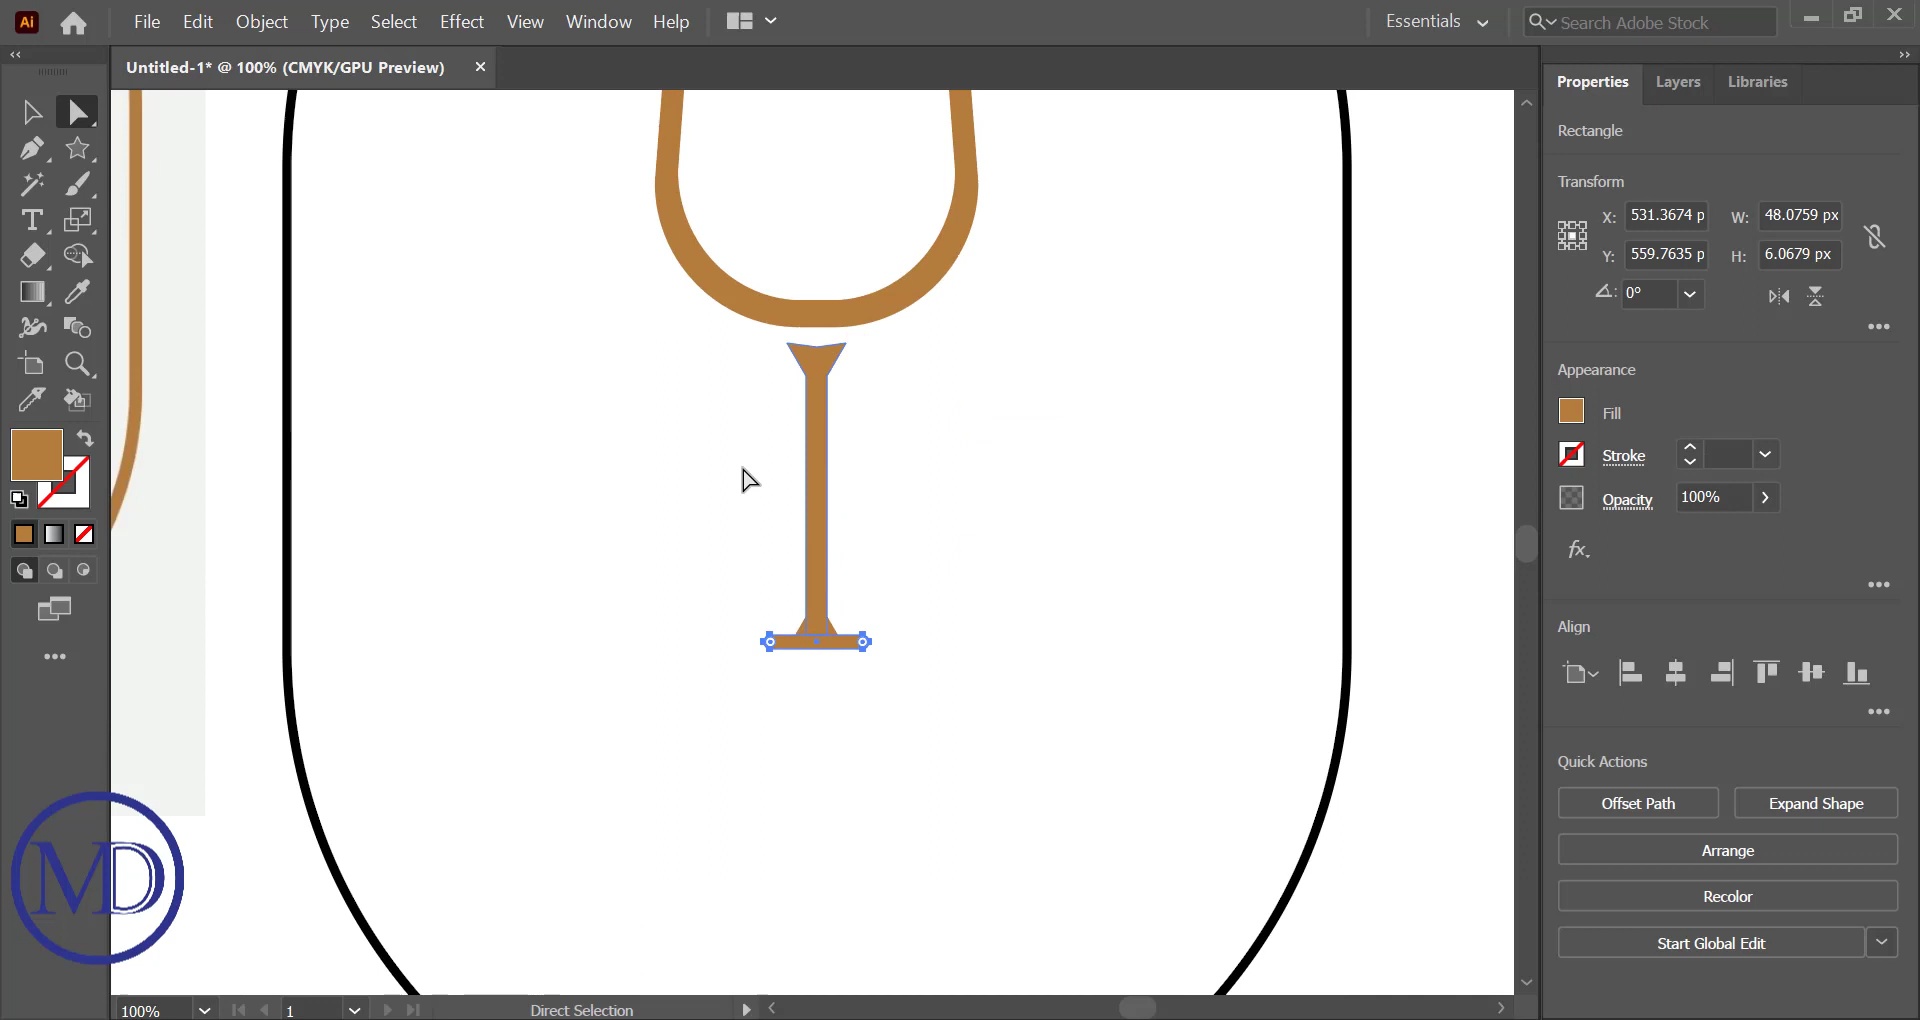 Ai File Edit Object Type Select Effect View Window Help Essentials Search Adobe Stock
Untitled-1* @ 100% (CMYK/GPU Preview)
Properties Layers Libraries
Rectangle
Transform
X: 531.3674 p W: 48.0759 px
Y: 559.7635 p H: 6.0679 px
0°
Appearance
Fill
Stroke
Opacity 100%
fx.
Align
Quick Actions
Offset Path Expand Shape
Arrange
Recolor
Start Global Edit
MD
100% 1 Direct Selection